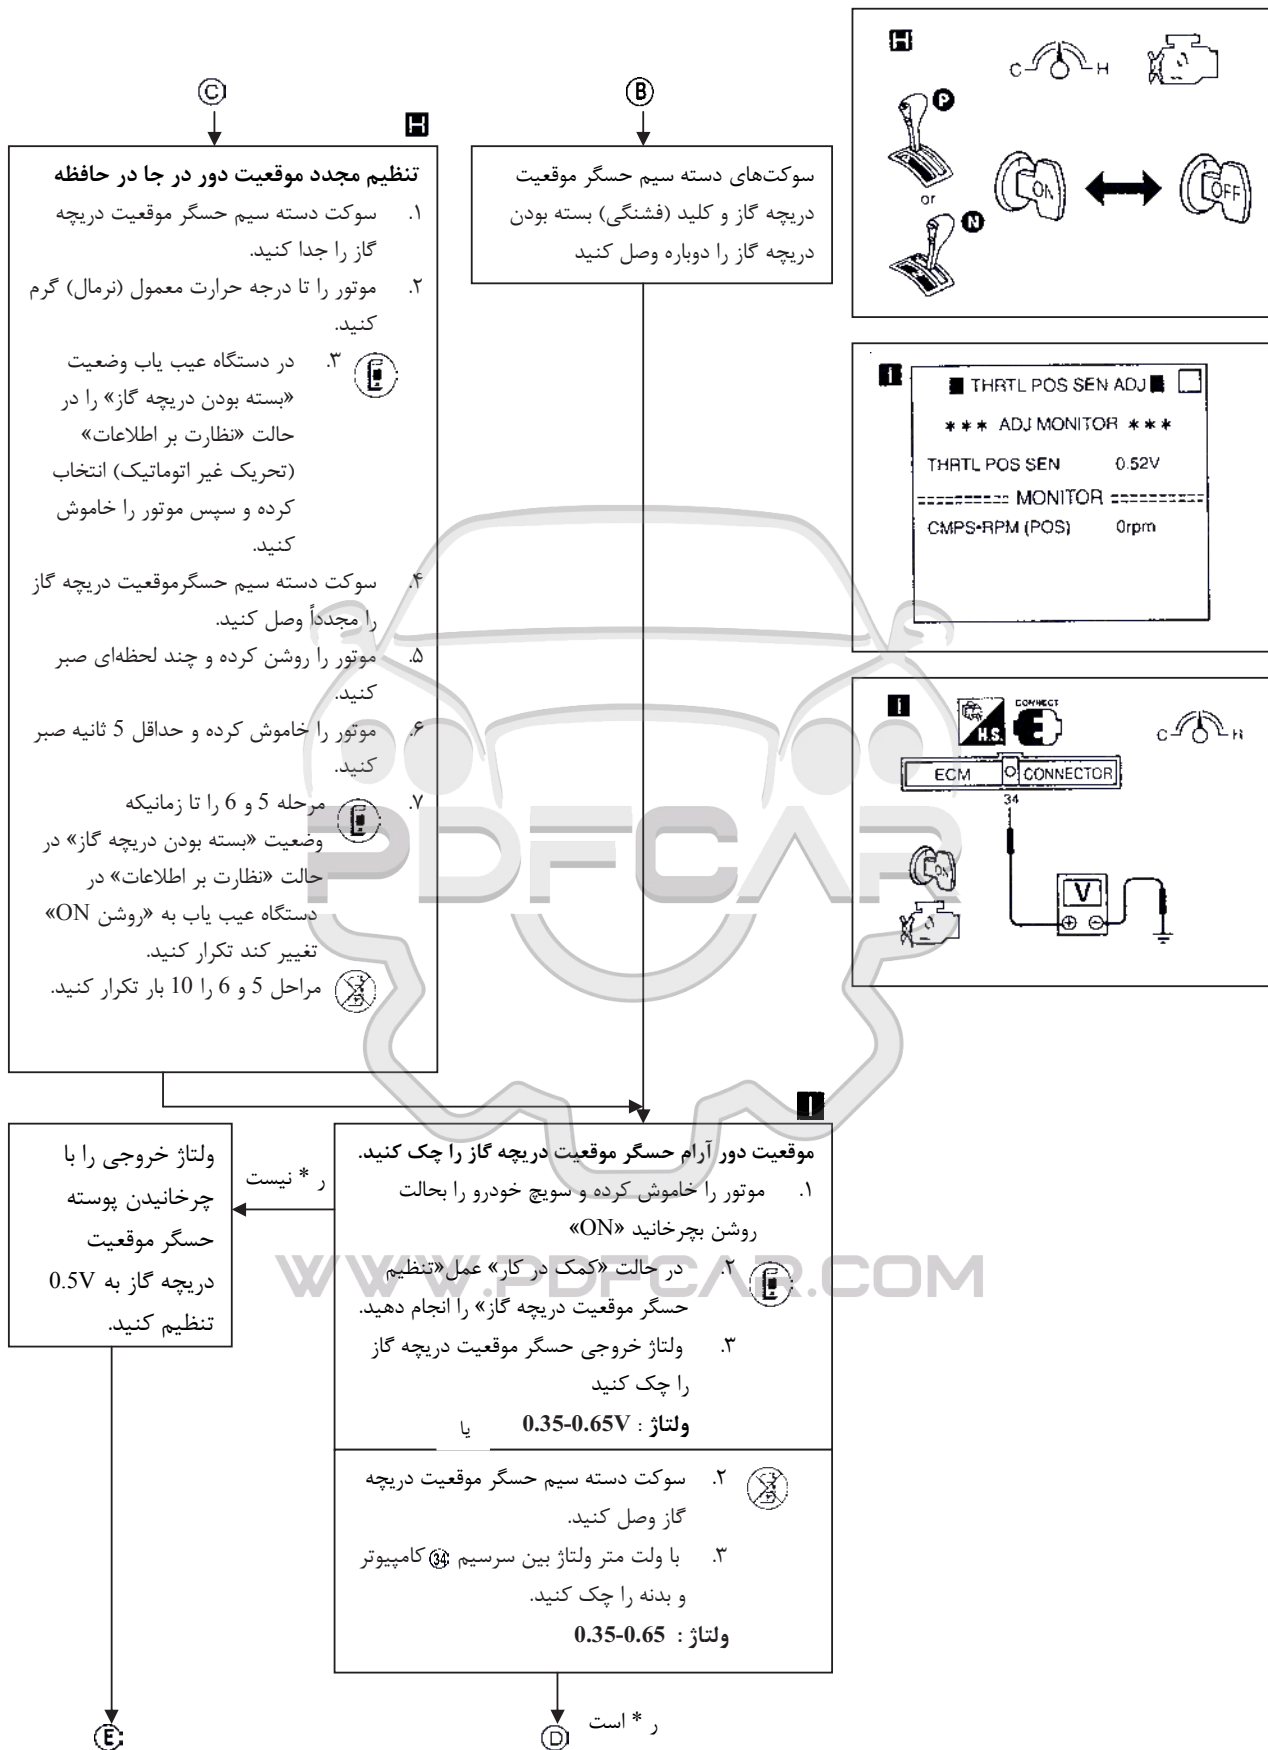 C
H
تنظیم مجدد موقعیت دور در جا در حافظه
۱. سوکت دسته سیم حسگر موقعیت دریچه
گاز را جدا کنید.
۲. موتور را تا درجه حرارت معمول (نرمال) گرم
کنید.
۳. در دستگاه عیب یاب وضعیت
«بسته بودن دریچه گاز» را در
حالت «نظارت بر اطلاعات»
(تحریک غیر اتوماتیک) انتخاب
کرده و سپس موتور را خاموش
کنید.
۴. سوکت دسته سیم حسگرموقعیت دریچه گاز
را مجدداً وصل کنید.
۵. موتور را روشن کرده و چند لحظه‌ای صبر
کنید.
۶. موتور را خاموش کرده و حداقل 5 ثانیه صبر
کنید.
۷. مرحله 5 و 6 را تا زمانیکه
وضعیت «بسته بودن دریچه گاز» در
حالت «نظارت بر اطلاعات» در
دستگاه عیب یاب به «روشن ON»
تغییر کند تکرار کنید.
مراحل 5 و 6 را 10 بار تکرار کنید.
B
سوکت‌های دسته سیم حسگر موقعیت
دریچه گاز و کلید (فشنگی) بسته بودن
دریچه گاز را دوباره وصل کنید
H
C H
P
or
N
ON OFF
I
THRTL POS SEN ADJ
*** ADJ MONITOR ***
THRTL POS SEN 0.52V
========= MONITOR =========
CMPS•RPM (POS) 0rpm
I
H.S.
CONNECT
C H
ECM CONNECTOR
34
ON
V
⊕ ⊖
I
موقعیت دور آرام حسگر موقعیت دریچه گاز را چک کنید.
۱. موتور را خاموش کرده و سویچ خودرو را بحالت
روشن بچرخانید «ON»
۲. در حالت «کمک در کار» عمل«تنظیم
حسگر موقعیت دریچه گاز» را انجام دهید.
۳. ولتاژ خروجی حسگر موقعیت دریچه گاز
را چک کنید
ولتاژ : 0.35-0.65V یا
۲. سوکت دسته سیم حسگر موقعیت دریچه
گاز وصل کنید.
۳. با ولت متر ولتاژ بین سرسیم 34 کامپیوتر
و بدنه را چک کنید.
ولتاژ : 0.35-0.65
ر * نیست
ولتاژ خروجی را با
چرخانیدن پوسته
حسگر موقعیت
دریچه گاز به 0.5V
تنظیم کنید.
ر * است
D
E
PDFCAR
WWW.PDFCAR.COM